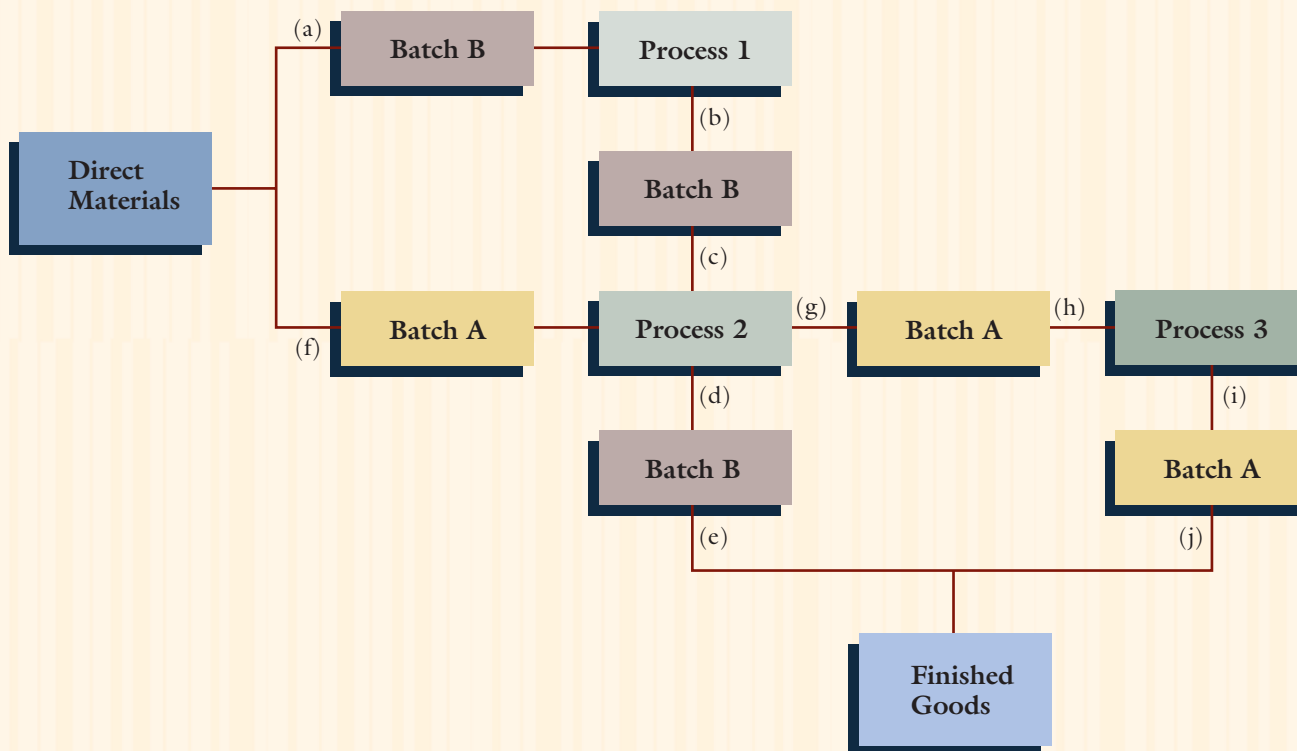 (a)
Batch B
Process 1
(b)
Direct
Materials
Batch B
(c)
(f)
Batch A
Process 2
(g)
Batch A
(h)
Process 3
(d)
(i)
Batch B
Batch A
(e)
(j)
Finished
Goods